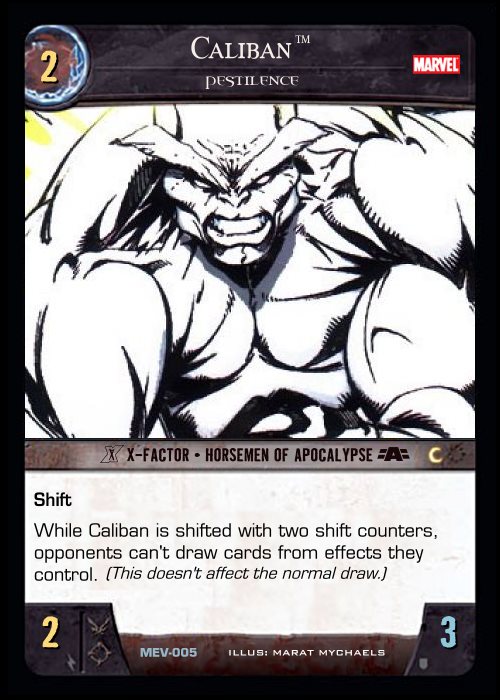 2
CALIBAN™
PESTILENCE
MARVEL
X-FACTOR • HORSEMEN OF APOCALYPSE A C
Shift
While Caliban is shifted with two shift counters,
opponents can't draw cards from effects they
control. (This doesn't affect the normal draw.)
2
MEV-005
ILLUS: MARAT MYCHAELS
3